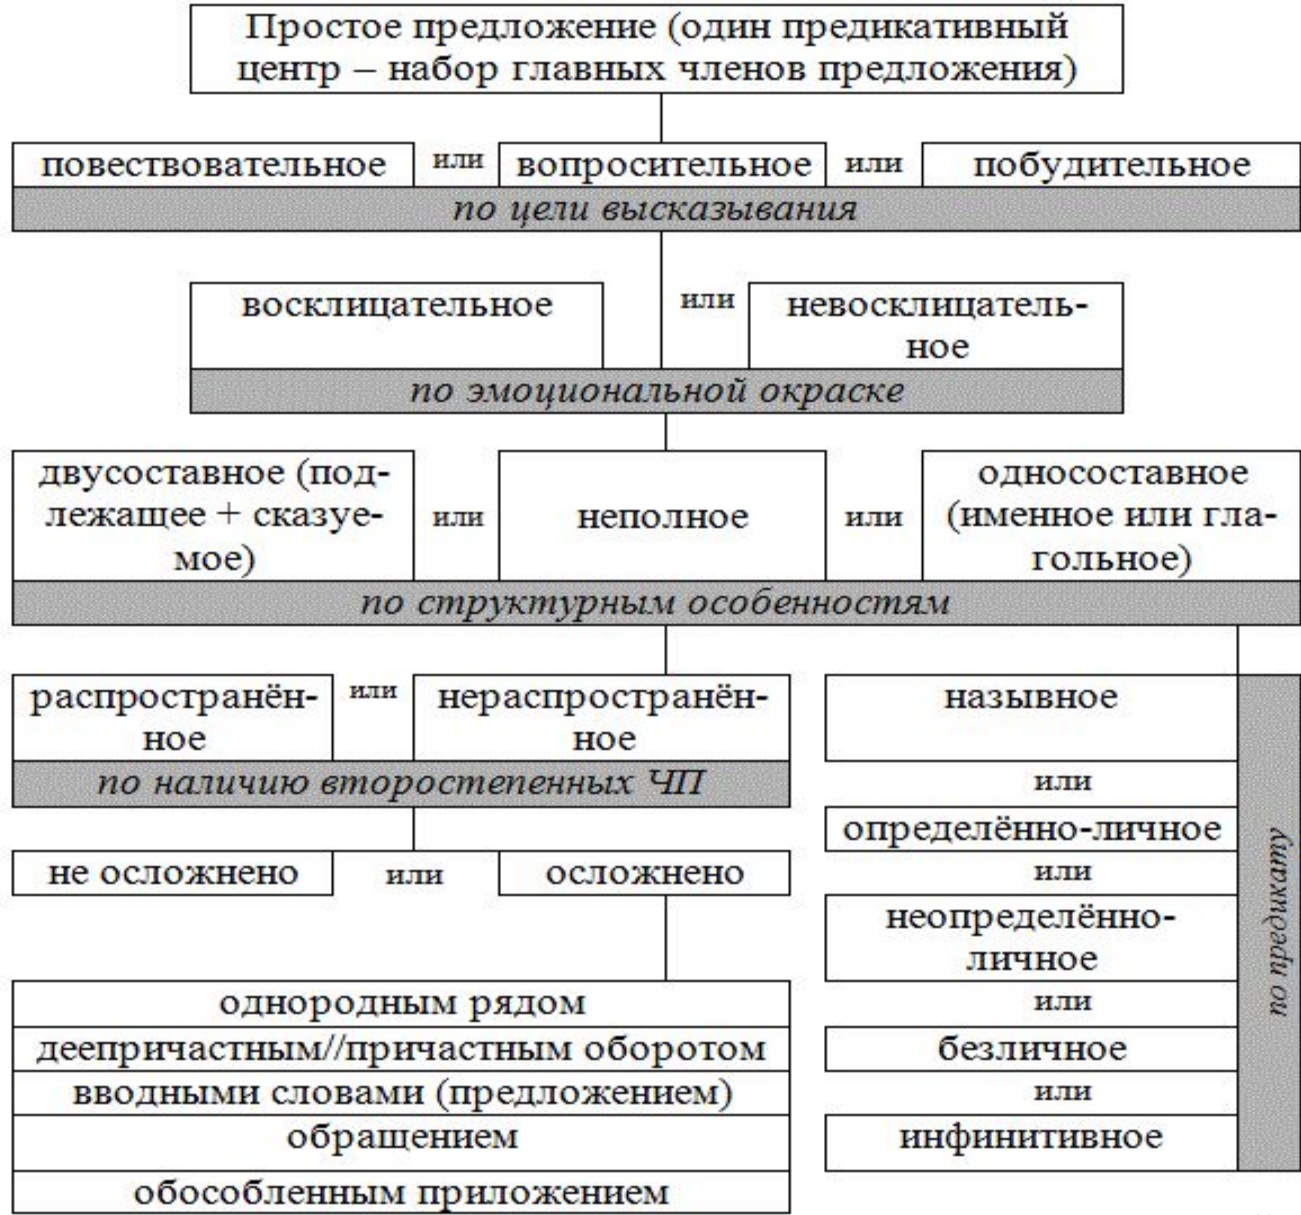 Простое предложение (один предикативный
центр – набор главных членов предложения)
повествовательное или вопросительное или побудительное
по цели высказывания
восклицательное или невосклицатель-
ное
по эмоциональной окраске
двусоставное (под-
лежащее + сказуе-
мое)
или
неполное
или
односоставное
(именное или гла-
гольное)
по структурным особенностям
распространён-
ное
или
нераспространён-
ное
по наличию второстепенных ЧП
не осложнено или осложнено
однородным рядом
деепричастным//причастным оборотом
вводными словами (предложением)
обращением
обособленным приложением
назывное
или
определённо-личное
или
неопределённо-
личное
или
безличное
или
инфинитивное
по предикату